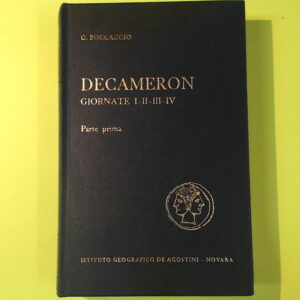 G. BOCCACCIO
DECAMERON
GIORNATE I-II-III-IV
Parte prima
ISTITUTO GEOGRAFICO DE AGOSTINI - NOVARA